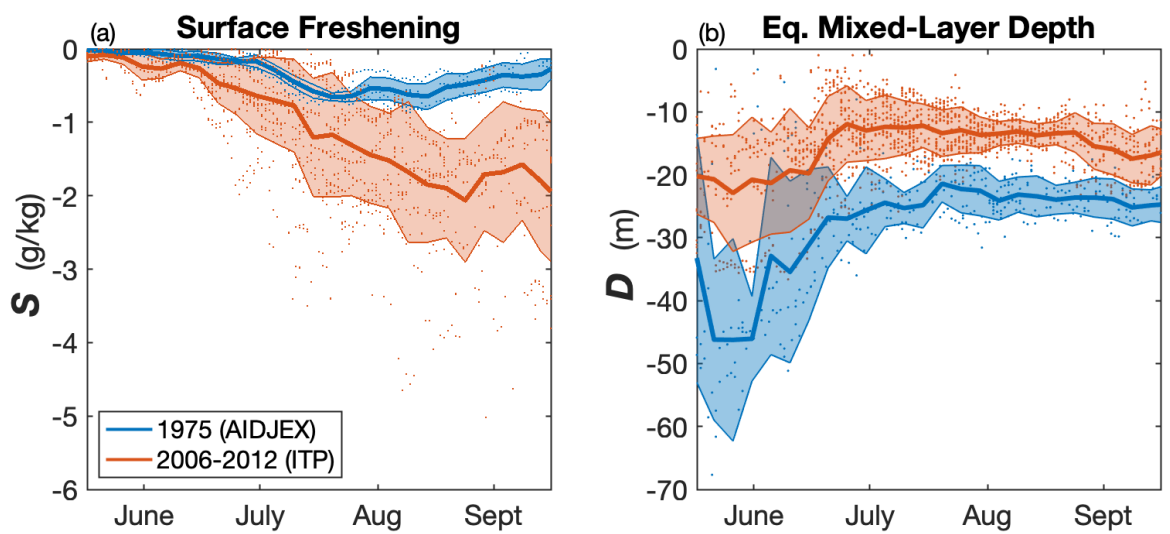 (a) Surface Freshening
0
-1
-2
-3
-4
-5
-6
S (g/kg)
1975 (AIDJEX)
2006-2012 (ITP)
June July Aug Sept
(b) Eq. Mixed-Layer Depth
0
-10
-20
-30
-40
-50
-60
-70
D (m)
June July Aug Sept